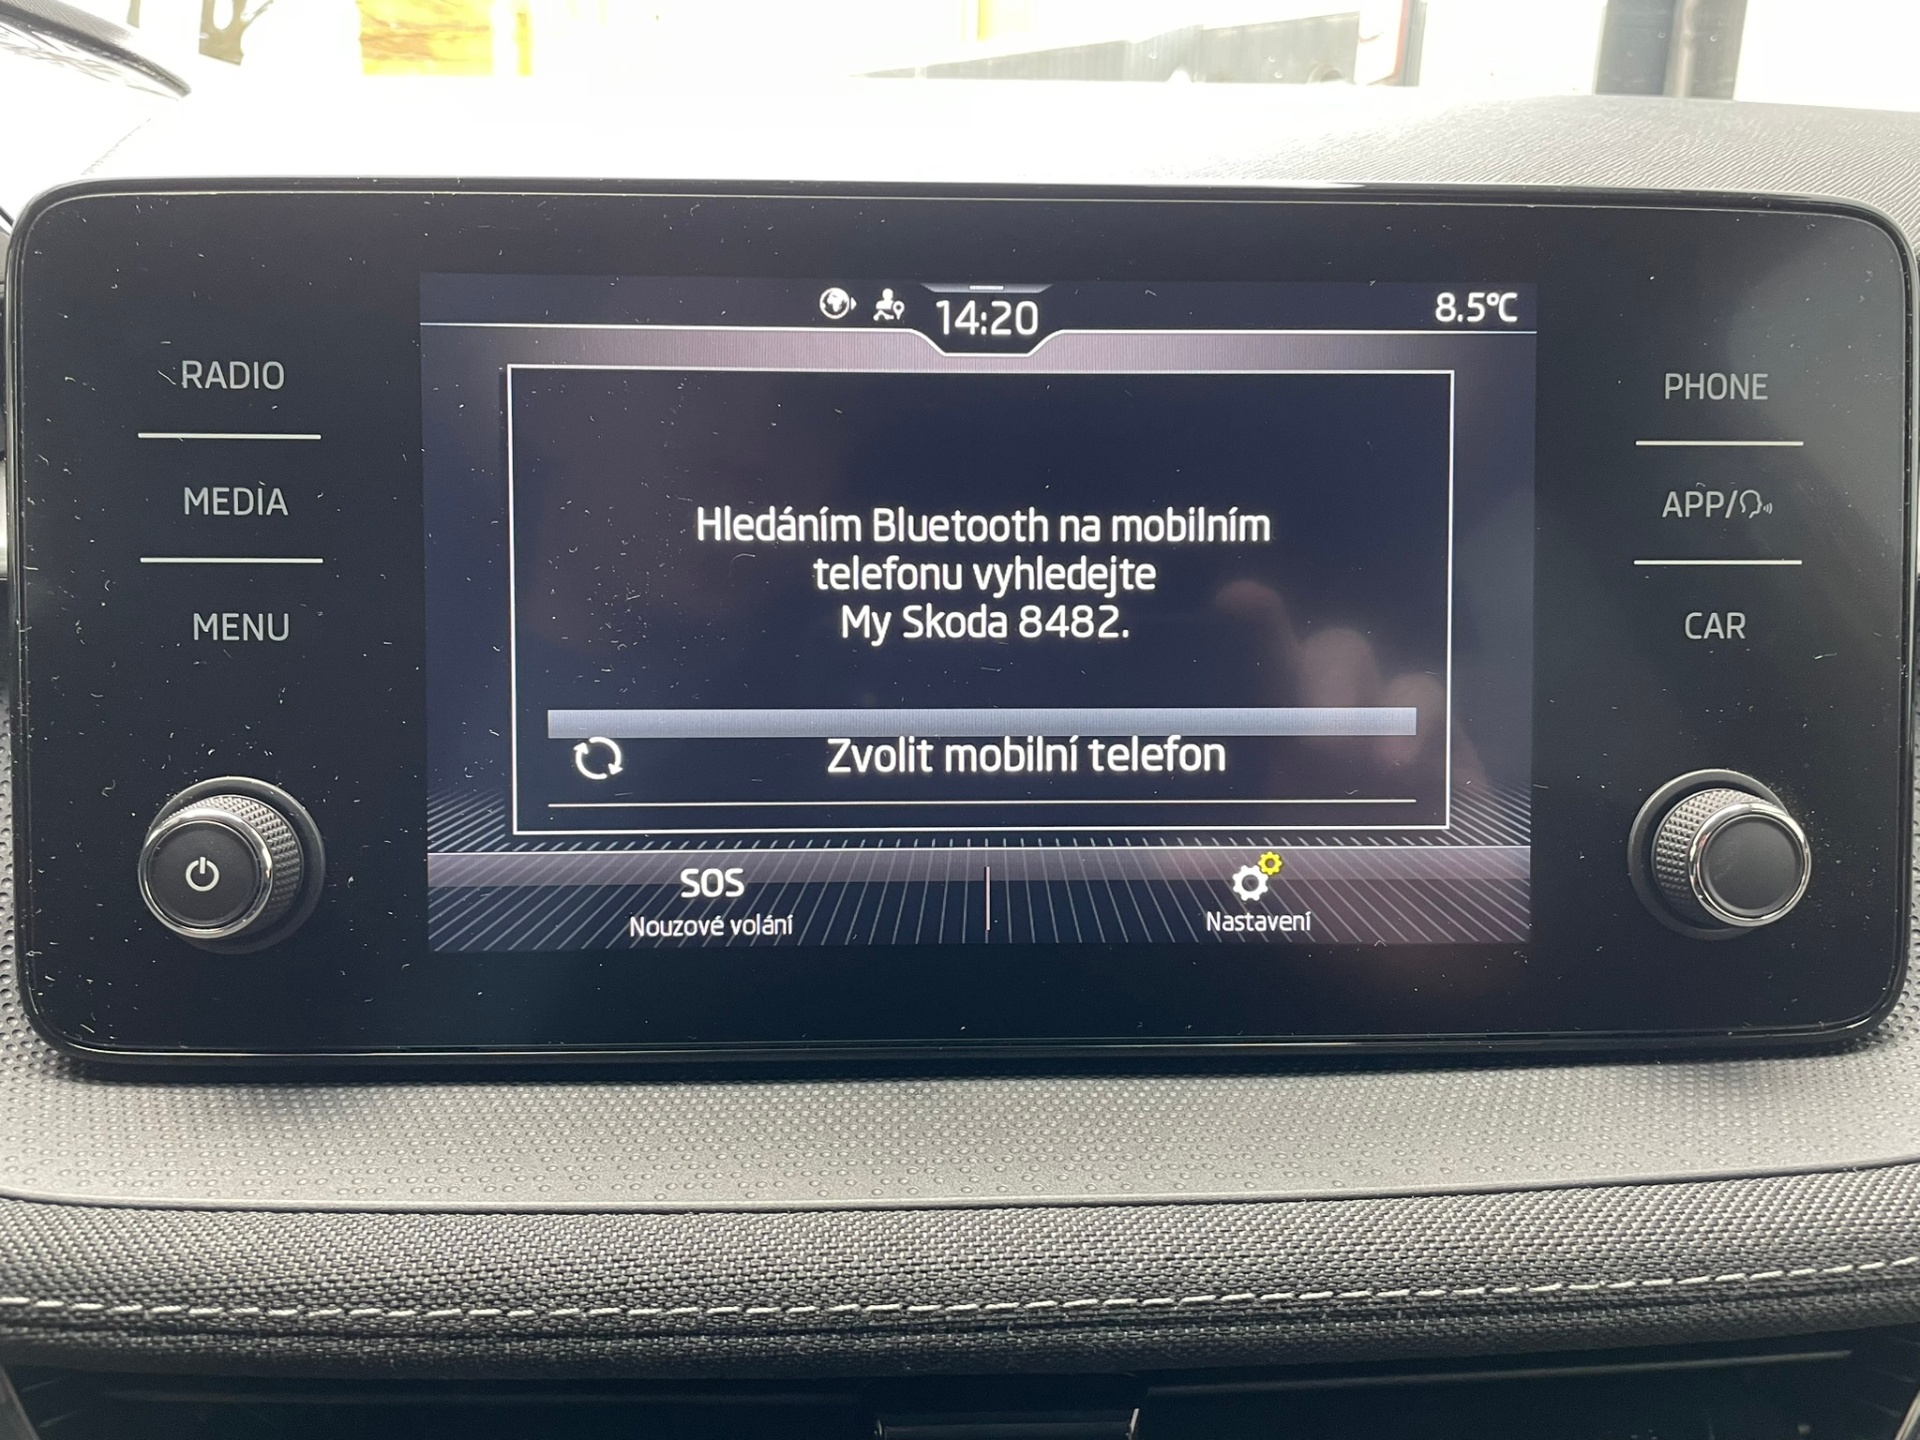 14:20
8.5°C
RADIO
MEDIA
MENU
Hledáním Bluetooth na mobilním
telefonu vyhledejte
My Skoda 8482.
Zvolit mobilní telefon
SOS
Nouzové volání
Nastavení
PHONE
APP/
CAR